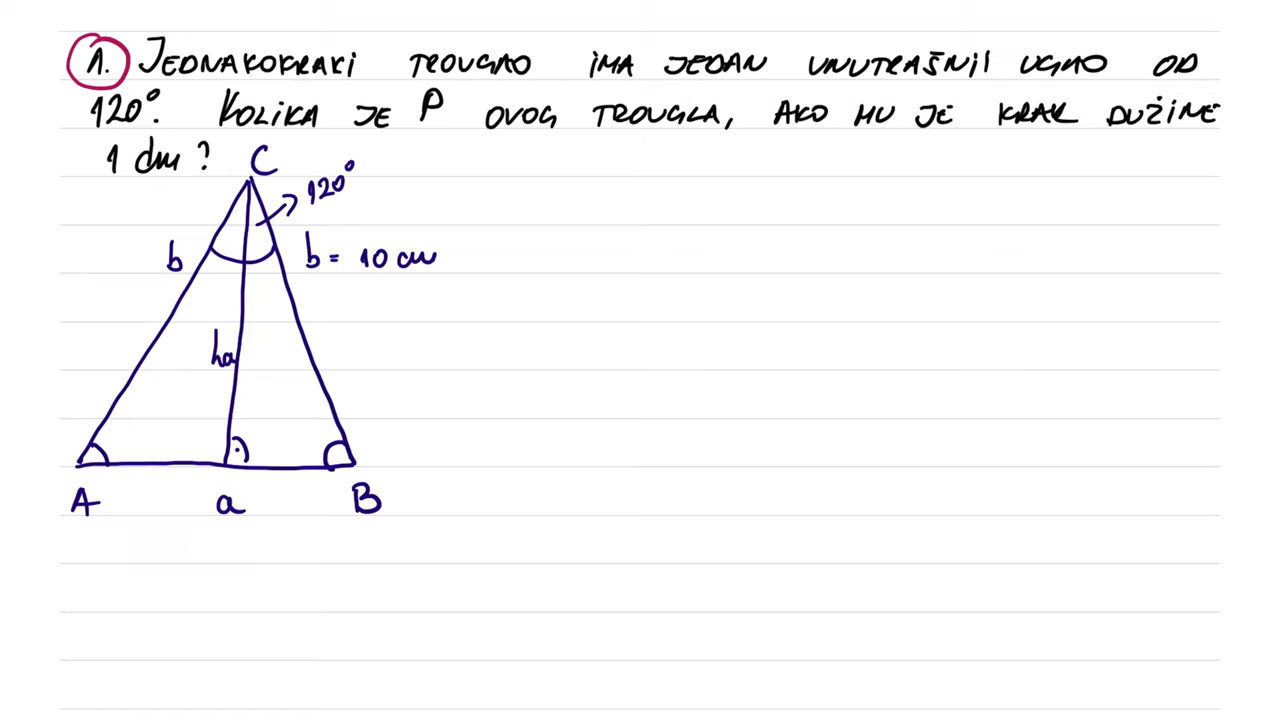 1. JEDNAKOKRAKI TROUGAO IMA JEDAN UNUTRAŠNJI UGAO OD
120°. KOLIKA JE P OVOG TROUGLA, AKO MU JE KRAK DUŽINE
1 dm ?
C
120°
b
b = 10 cm
ha
A
a
B